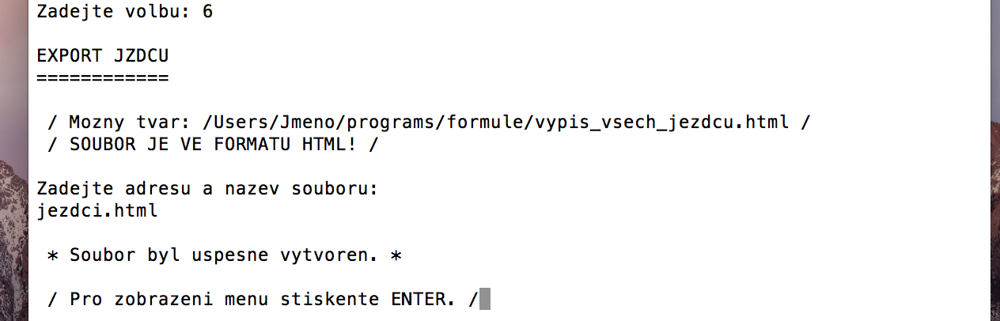 Zadejte volbu: 6
EXPORT JZDCU
============
/ Mozny tvar: /Users/Jmeno/programs/formule/vypis_vsech_jezdcu.html /
/ SOUBOR JE VE FORMATU HTML! /
Zadejte adresu a nazev souboru:
jezdci.html
* Soubor byl uspesne vytvoren. *
/ Pro zobrazeni menu stiskente ENTER. /